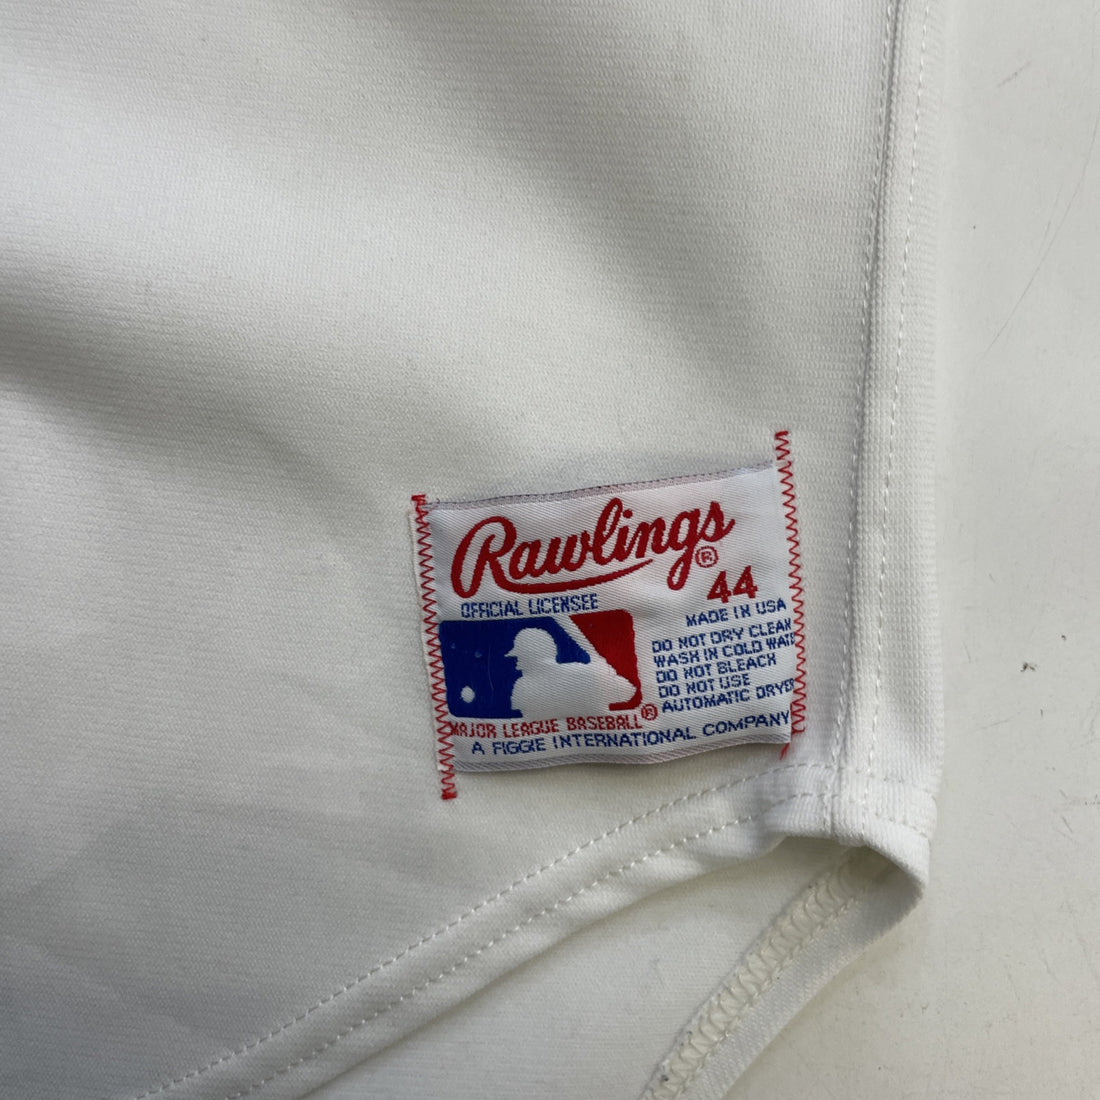 Rawlings®
44
OFFICIAL LICENSEE
MADE IN USA
DO NOT DRY CLEAN
WASH IN COLD WATE
DO NOT BLEACH
DO NOT USE
AUTOMATIC DRYER
MAJOR LEAGUE BASEBALL®
A FIGGIE INTERNATIONAL COMPANY